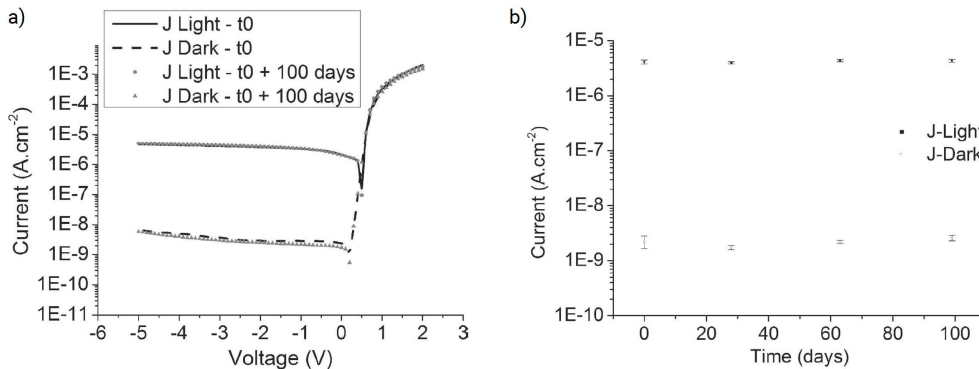 a)
J Light - t0
J Dark - t0
J Light - t0 + 100 days
J Dark - t0 + 100 days
1E-3
1E-4
1E-5
1E-6
1E-7
1E-8
1E-9
1E-10
1E-11
Current (A.cm-2)
-6 -5 -4 -3 -2 -1 0 1 2 3
Voltage (V)
b)
1E-5
1E-6
1E-7
1E-8
1E-9
1E-10
Current (A.cm-2)
J-Light
J-Dark
0 20 40 60 80 100
Time (days)